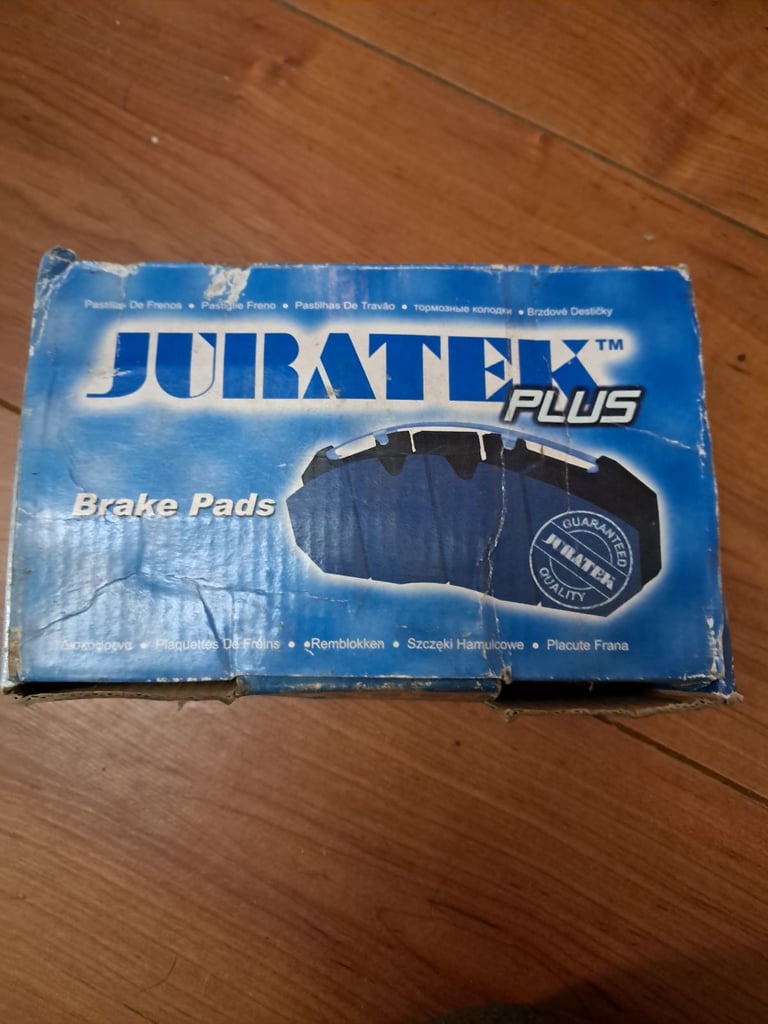 Pastillas De Frenos • Pastiglie Freno • Pastilhas De Travão • тормозные колодки • Brzdové Destičky
JURATEK™
PLUS
Brake Pads
GUARANTEED
JURATEK
QUALITY
• Plaquettes De Freins • •Remblokken • Szczęki Hamulcowe • Placute Frana